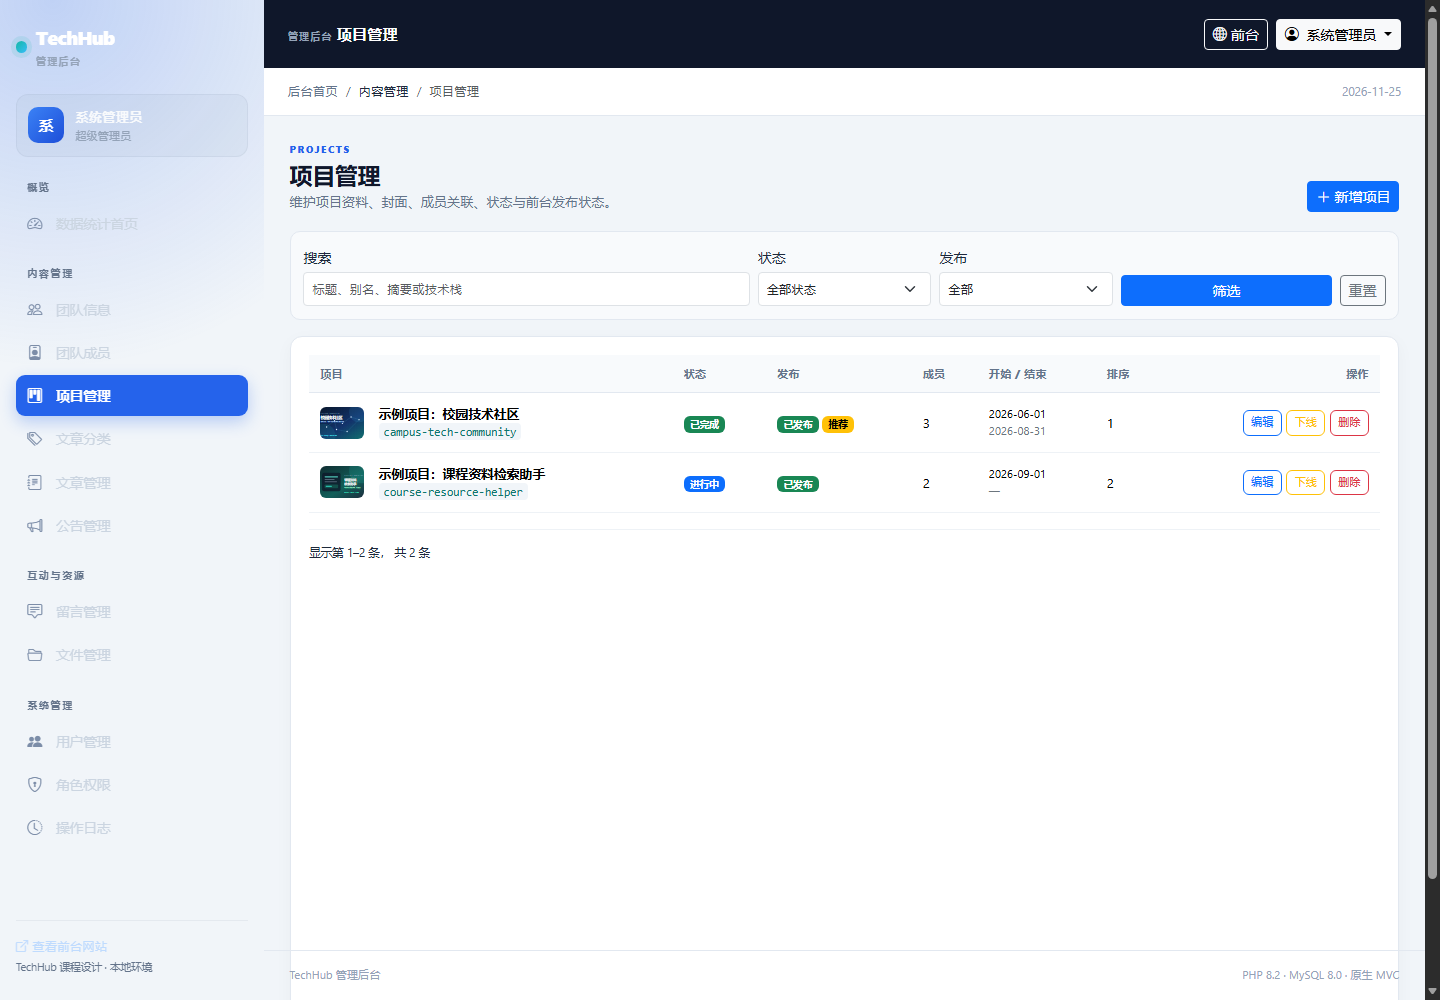 TechHub
管理后台
系
系统管理员
超级管理员
概览
数据统计首页
内容管理
团队信息
团队成员
项目管理
文章分类
文章管理
公告管理
互动与资源
留言管理
文件管理
系统管理
用户管理
角色权限
操作日志
查看前台网站
TechHub 课程设计 · 本地环境
管理后台 项目管理
前台
系统管理员
后台首页 / 内容管理 / 项目管理
2026-11-25
PROJECTS
项目管理
维护项目资料、封面、成员关联、状态与前台发布状态。
新增项目
搜索
标题、别名、摘要或技术栈
状态
全部状态
发布
全部
筛选
重置
项目 状态 发布 成员 开始 / 结束 排序 操作
示例项目：校园技术社区
campus-tech-community
已完成
已发布 推荐
3
2026-06-01
2026-08-31
1
编辑 下线 删除
示例项目：课程资料检索助手
course-resource-helper
进行中
已发布
2
2026-09-01
—
2
编辑 下线 删除
显示第 1–2 条， 共 2 条
TechHub 管理后台
PHP 8.2 · MySQL 8.0 · 原生 MVC